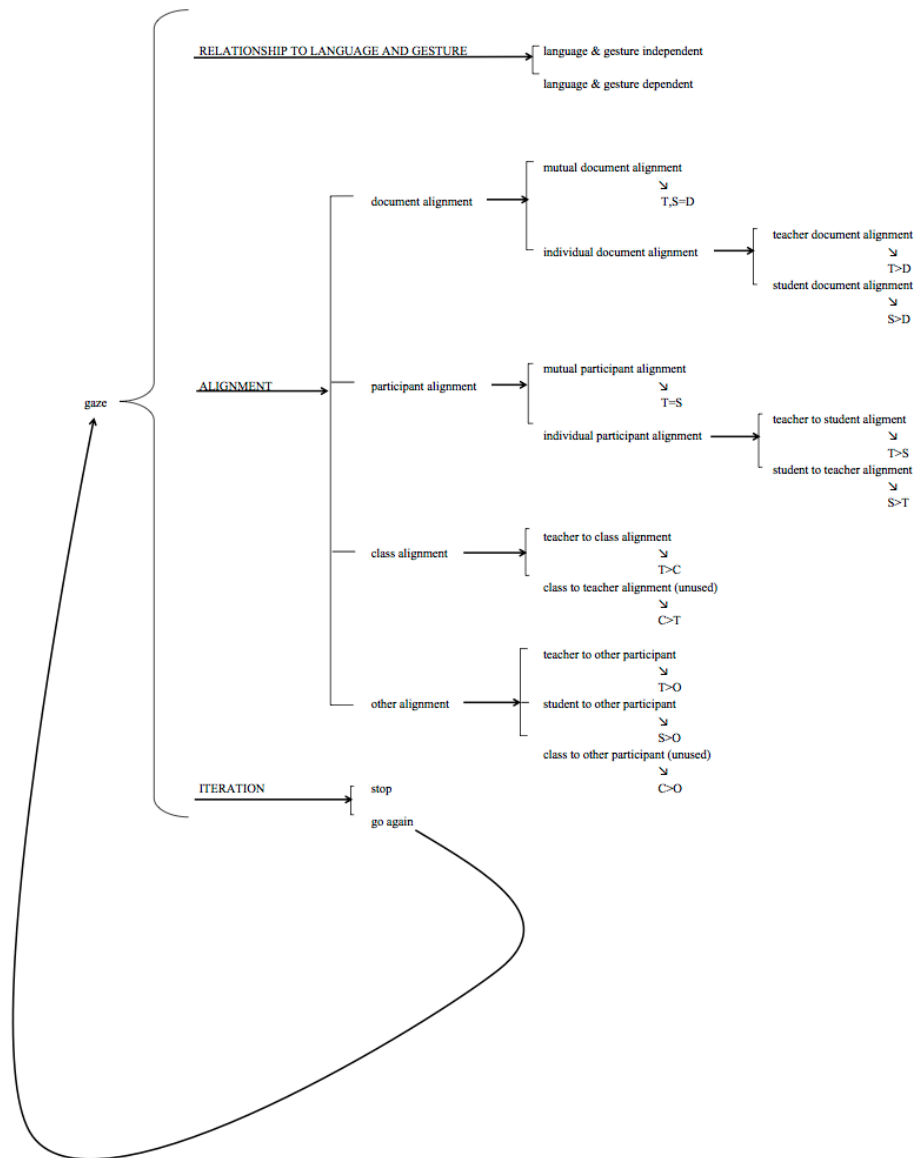 RELATIONSHIP TO LANGUAGE AND GESTURE
language & gesture independent
language & gesture dependent
mutual document alignment
T,S=D
document alignment
individual document alignment
teacher document alignment
T>D
student document alignment
S>D
gaze
ALIGNMENT
participant alignment
mutual participant alignment
T=S
individual participant alignment
teacher to student aligment
T>S
student to teacher alignment
S>T
class alignment
teacher to class alignment
T>C
class to teacher alignment (unused)
C>T
other alignment
teacher to other participant
T>O
student to other participant
S>O
class to other participant (unused)
C>O
ITERATION
stop
go again